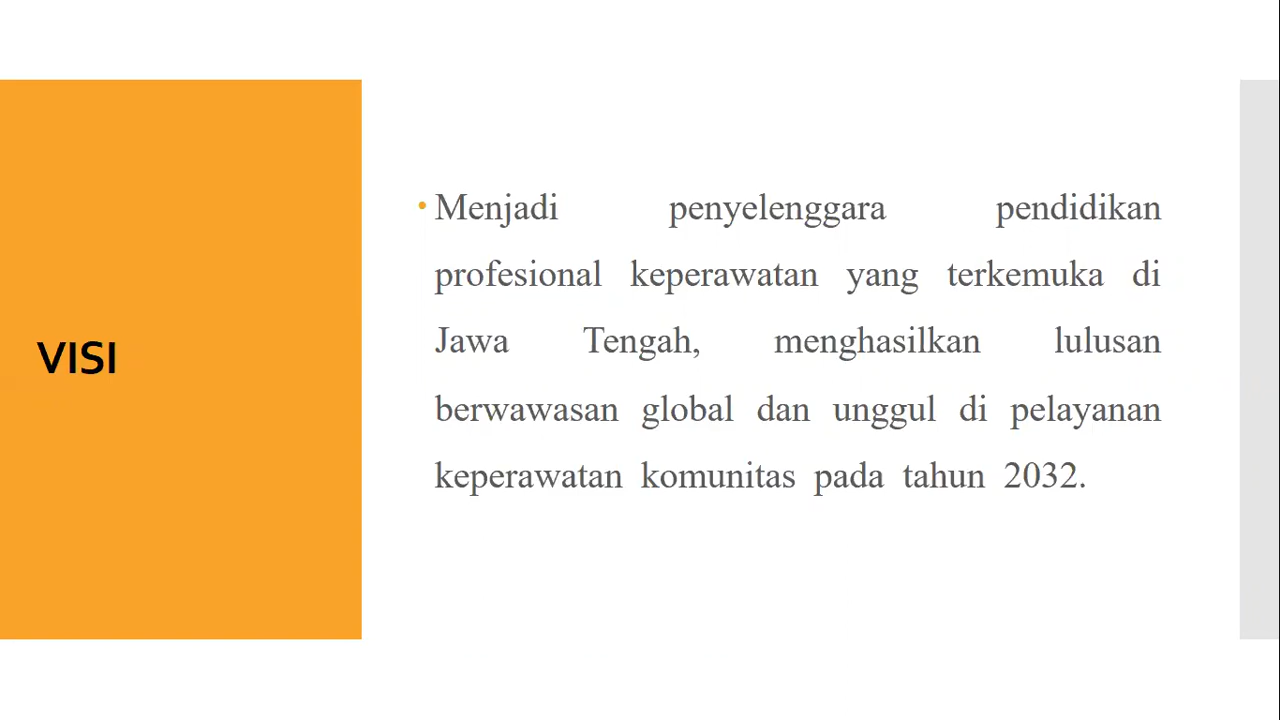 VISI
Menjadi penyelenggara pendidikan
profesional keperawatan yang terkemuka di
Jawa Tengah, menghasilkan lulusan
berwawasan global dan unggul di pelayanan
keperawatan komunitas pada tahun 2032.